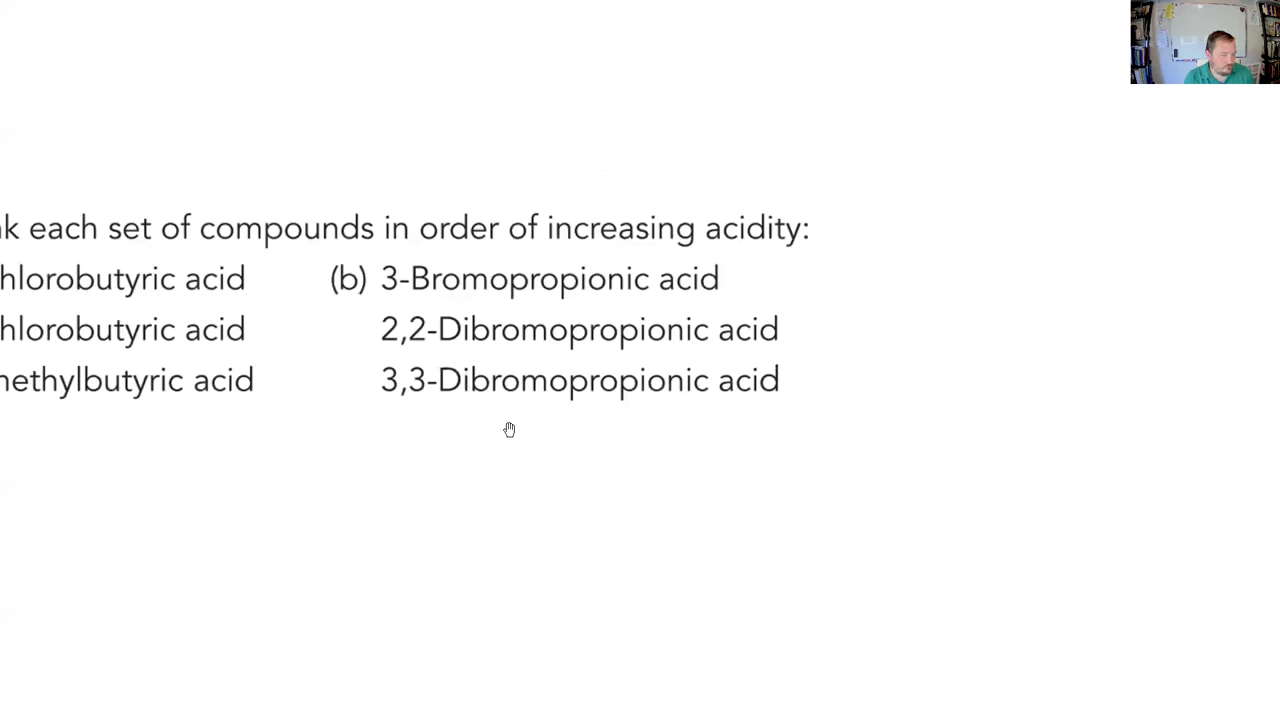 k each set of compounds in order of increasing acidity:
hlorobutyric acid (b) 3-Bromopropionic acid
hlorobutyric acid 2,2-Dibromopropionic acid
nethylbutyric acid 3,3-Dibromopropionic acid